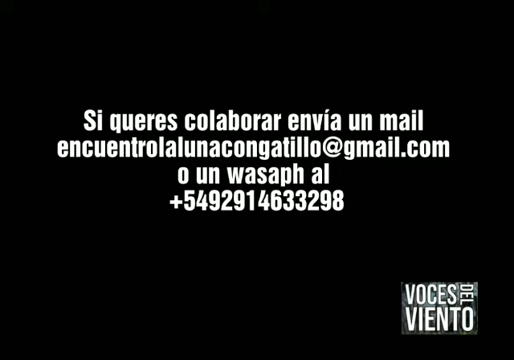 Si queres colaborar envía un mail
encuentrolalunacongatillo@gmail.com
o un wasaph al
+5492914633298
VOCES DEL
VIENTO